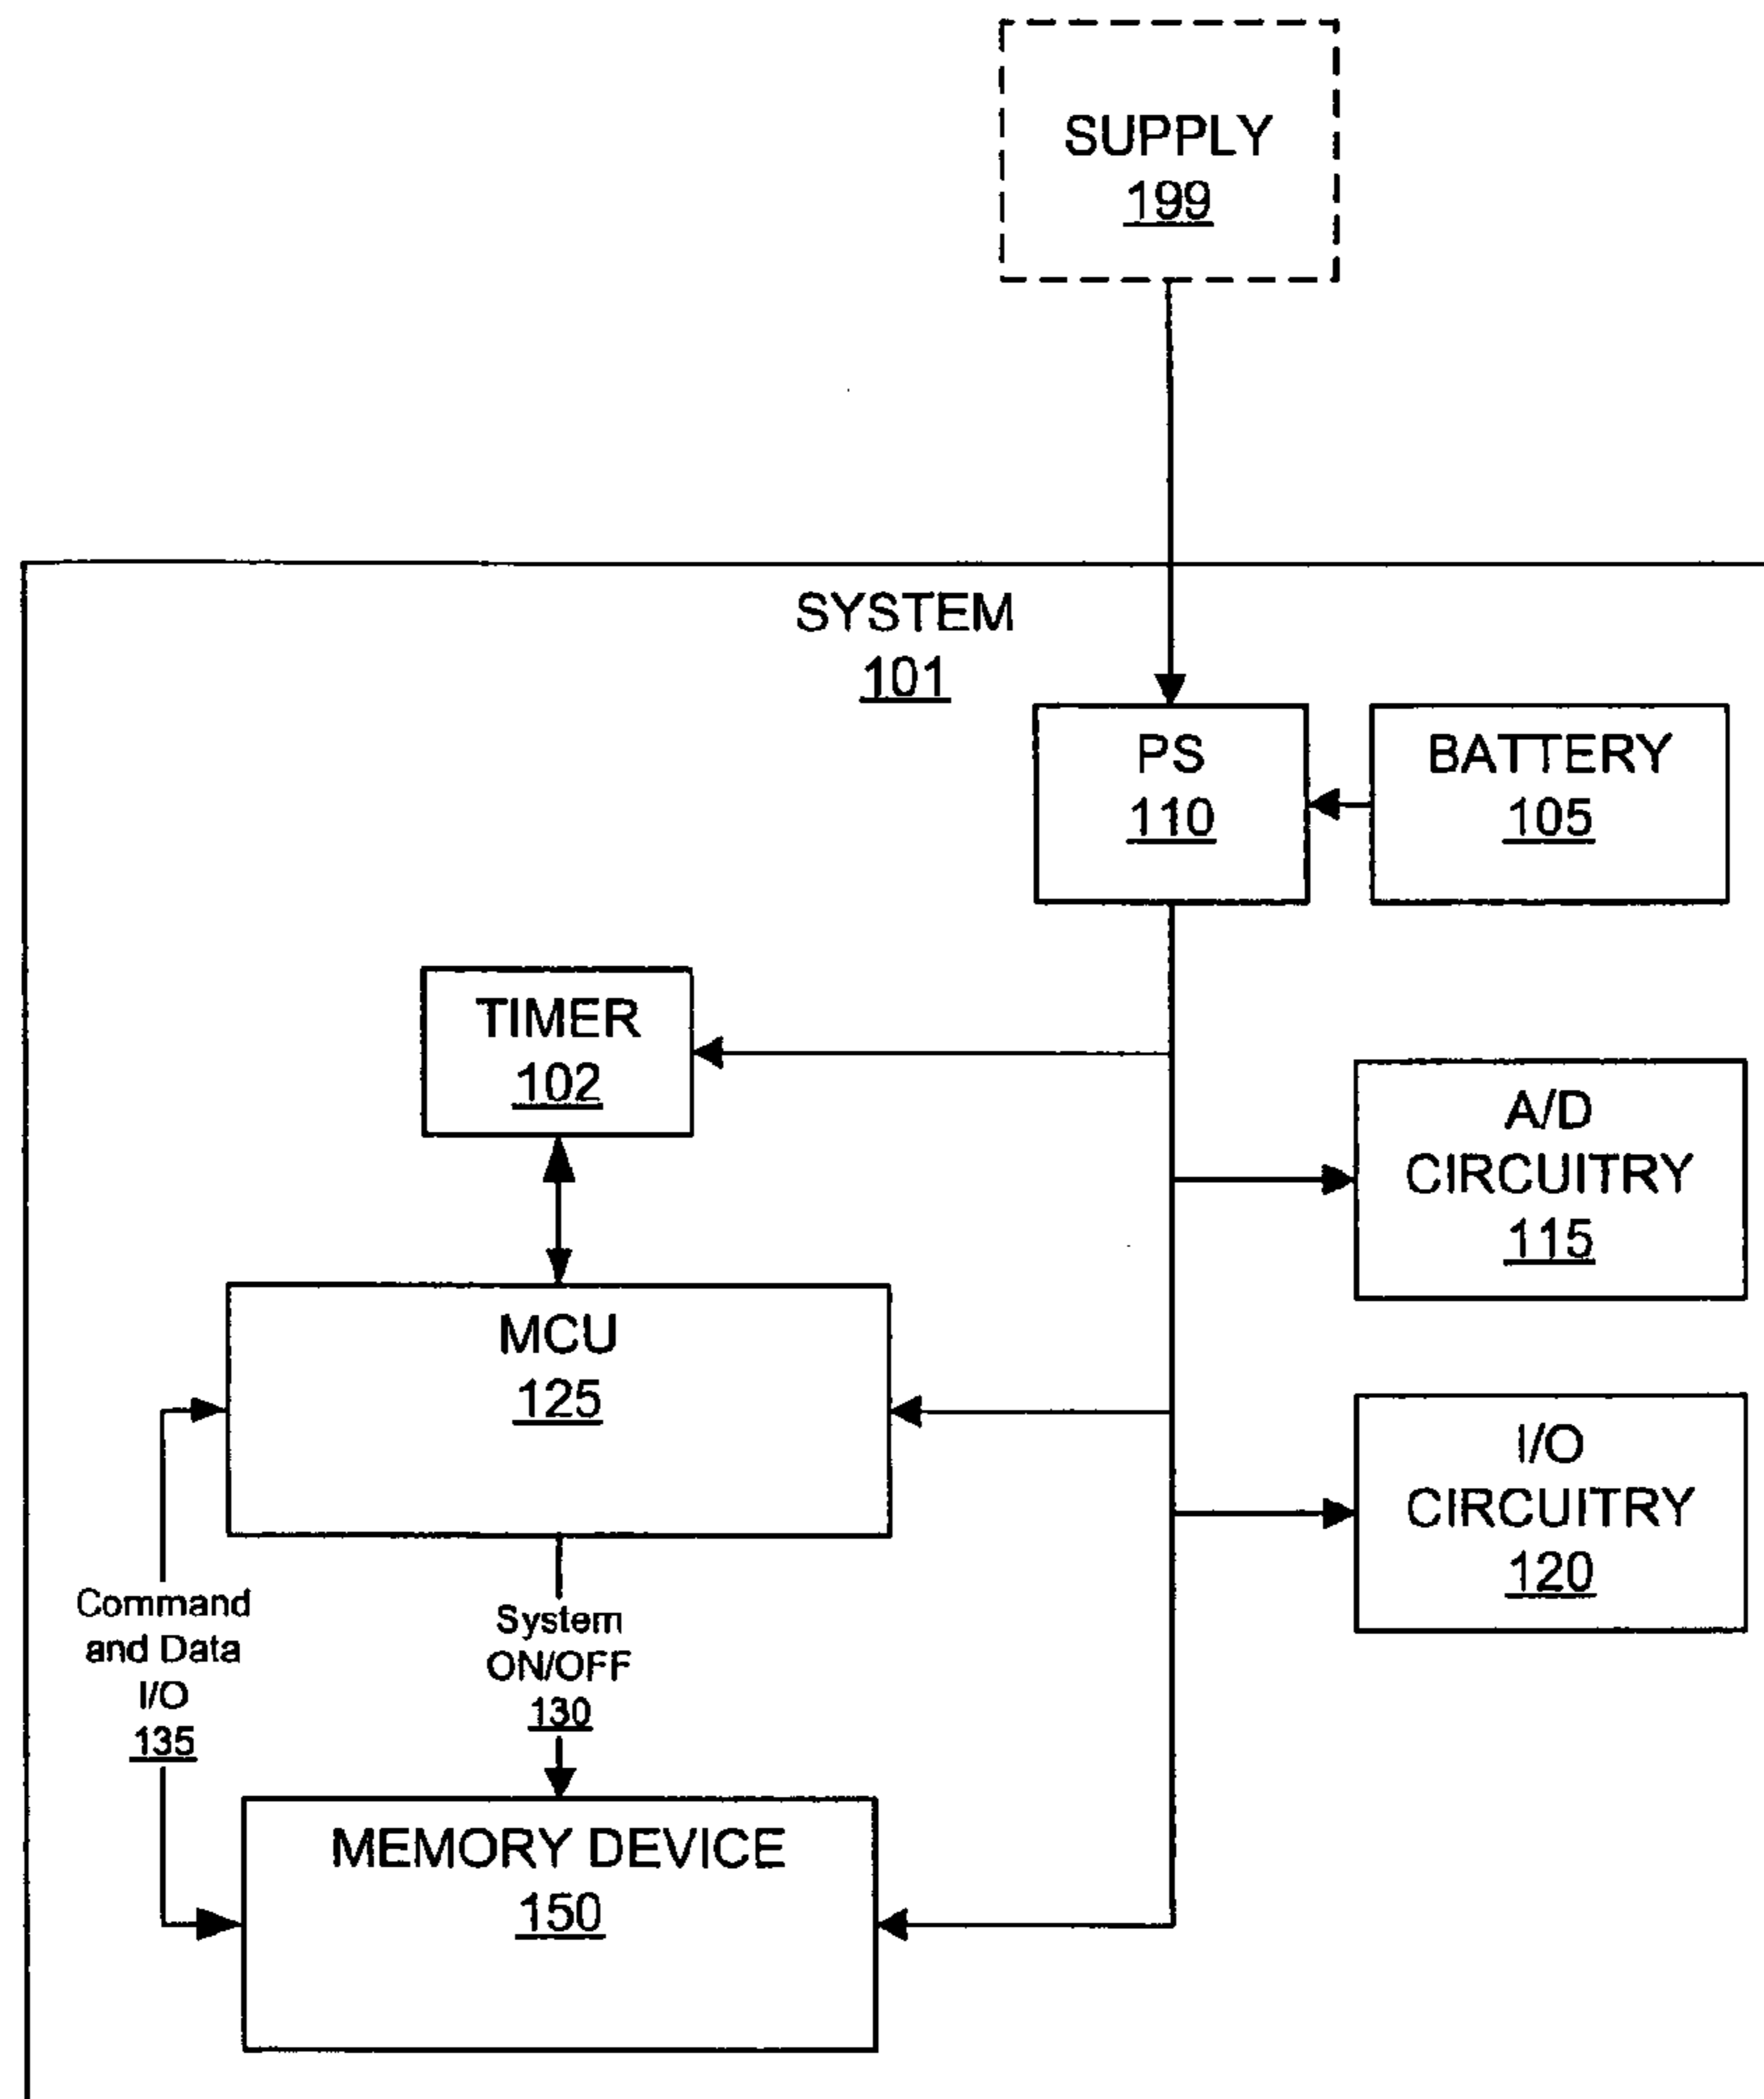 SUPPLY
199
SYSTEM
101
PS
110
BATTERY
105
TIMER
102
A/D
CIRCUITRY
115
MCU
125
I/O
CIRCUITRY
120
Command
and Data
I/O
135
System
ON/OFF
130
MEMORY DEVICE
150